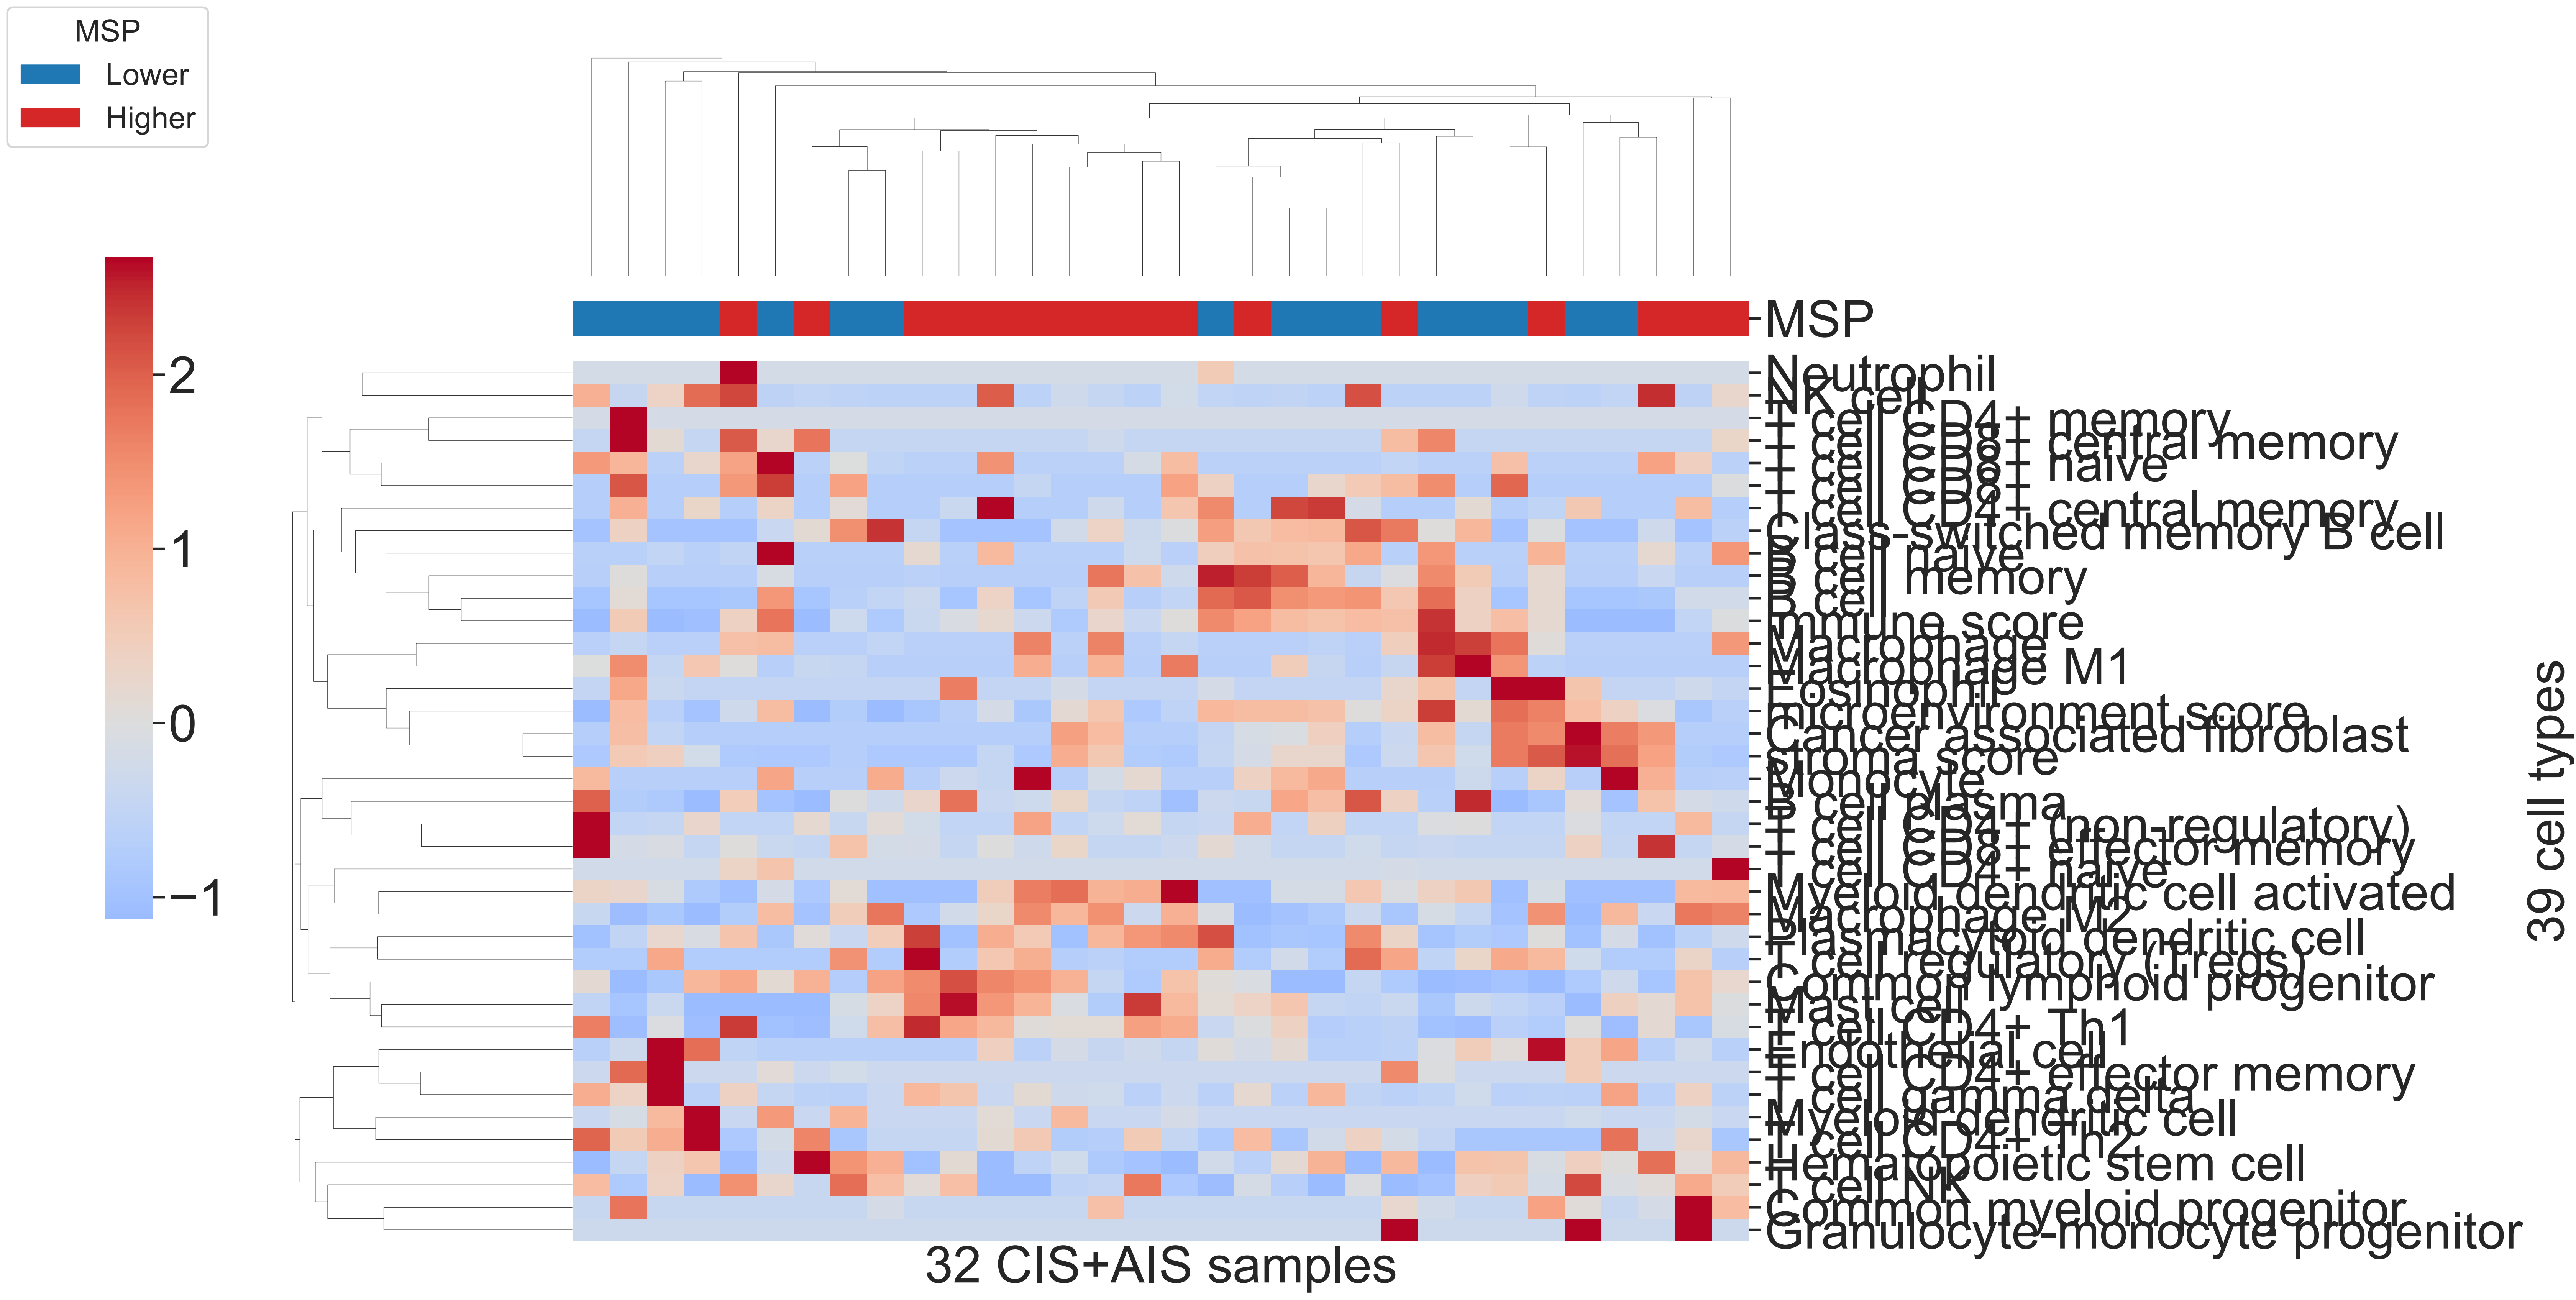 MSP
Lower
Higher
2
1
0
−1
MSP
Neutrophil
NK cell
T cell CD4+ memory
T cell CD8+ central memory
T cell CD8+ naive
T cell CD8+
T cell CD4+ central memory
Class-switched memory B cell
B cell naive
B cell memory
B cell
immune score
Macrophage
Macrophage M1
Eosinophil
microenvironment score
Cancer associated fibroblast
stroma score
Monocyte
B cell plasma
T cell CD4+ (non-regulatory)
T cell CD8+ effector memory
T cell CD4+ naive
Myeloid dendritic cell activated
Macrophage M2
Plasmacytoid dendritic cell
T cell regulatory (Tregs)
Common lymphoid progenitor
Mast cell
T cell CD4+ Th1
Endothelial cell
T cell CD4+ effector memory
T cell gamma delta
Myeloid dendritic cell
T cell CD4+ Th2
Hematopoietic stem cell
T cell NK
Common myeloid progenitor
Granulocyte-monocyte progenitor
39 cell types
32 CIS+AIS samples